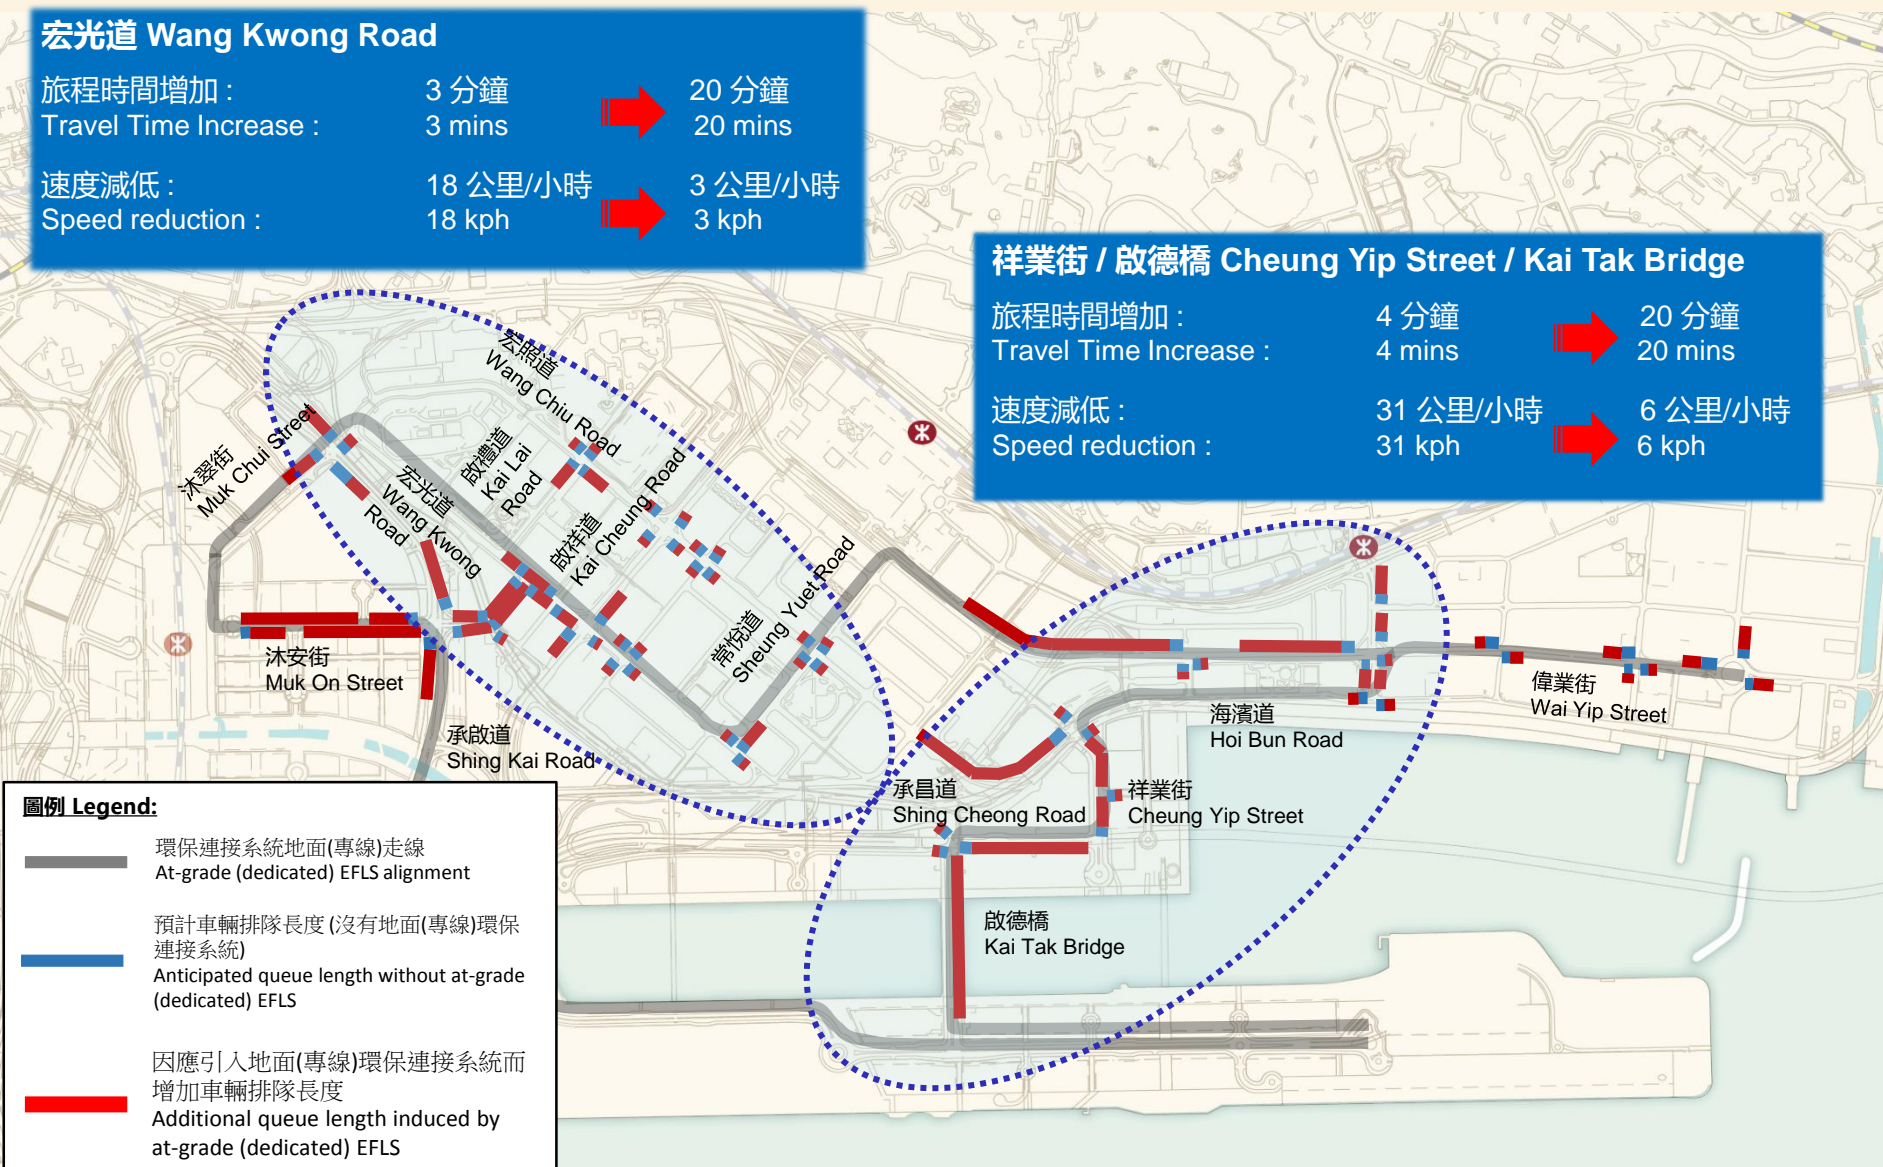 宏光道 Wang Kwong Road
旅程時間增加 : 3 分鐘 20 分鐘
Travel Time Increase : 3 mins 20 mins
速度減低 : 18 公里/小時 3 公里/小時
Speed reduction : 18 kph 3 kph
祥業街 / 啟德橋 Cheung Yip Street / Kai Tak Bridge
旅程時間增加 : 4 分鐘 20 分鐘
Travel Time Increase : 4 mins 20 mins
速度減低 : 31 公里/小時 6 公里/小時
Speed reduction : 31 kph 6 kph
宏照道
Wang Chiu Road
沐翠街
Muk Chui Street
宏光道
Wang Kwong
Road
啟禮道
Kai Lai
Road
啟祥道
Kai Cheung Road
常悅道
Sheung Yuet Road
沐安街
Muk On Street
承啟道
Shing Kai Road
偉業街
Wai Yip Street
海濱道
Hoi Bun Road
承昌道
Shing Cheong Road
祥業街
Cheung Yip Street
啟德橋
Kai Tak Bridge
圖例 Legend:
環保連接系統地面(專線)走線
At-grade (dedicated) EFLS alignment
預計車輛排隊長度 (沒有地面(專線)環保
連接系統)
Anticipated queue length without at-grade
(dedicated) EFLS
因應引入地面(專線)環保連接系統而
增加車輛排隊長度
Additional queue length induced by
at-grade (dedicated) EFLS